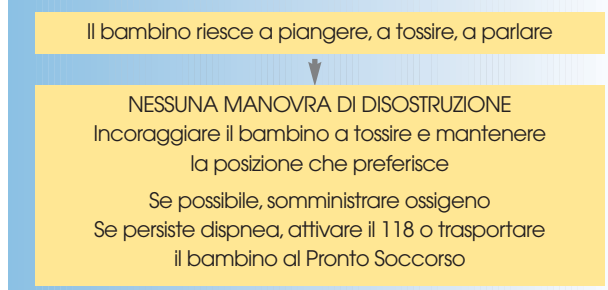 Il bambino riesce a piangere, a tossire, a parlare
NESSUNA MANOVRA DI DISOSTRUZIONE
Incoraggiare il bambino a tossire e mantenere
la posizione che preferisce
Se possibile, somministrare ossigeno
Se persiste dispnea, attivare il 118 o trasportare
il bambino al Pronto Soccorso